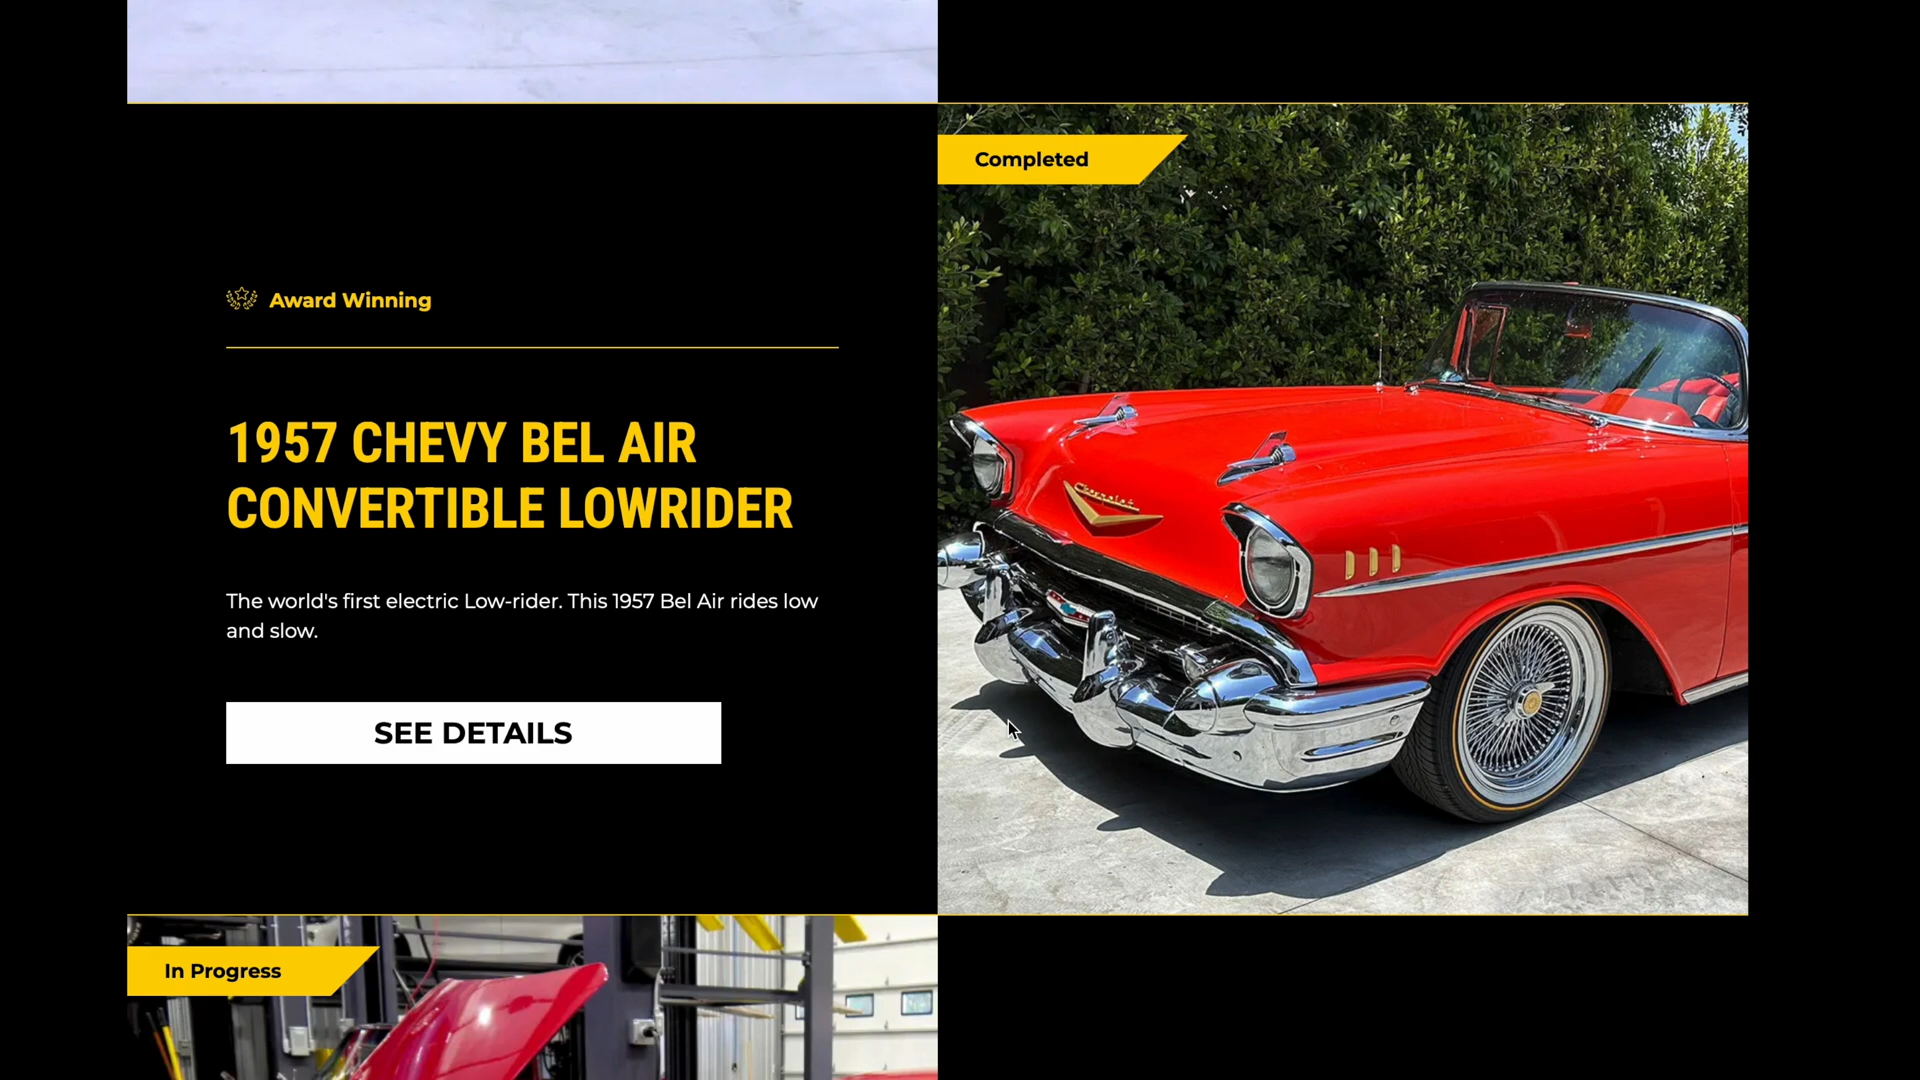 Completed
Award Winning
1957 CHEVY BEL AIR
CONVERTIBLE LOWRIDER
The world's first electric Low-rider. This 1957 Bel Air rides low
and slow.
SEE DETAILS
Chevrolet
In Progress